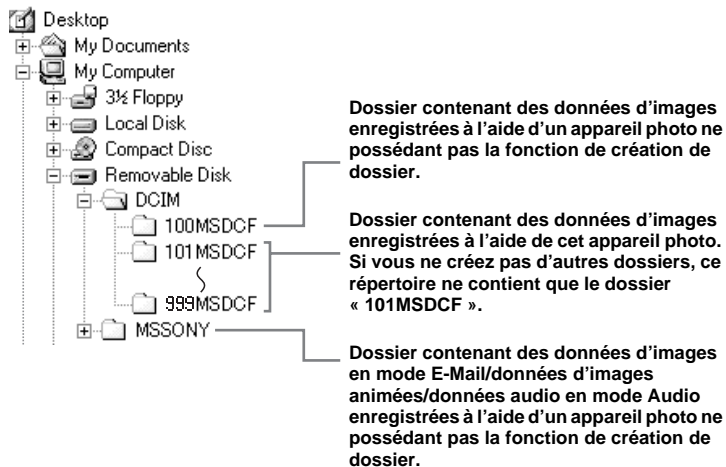 Desktop
My Documents
My Computer
3½ Floppy
Local Disk
Compact Disc
Removable Disk
DCIM
100MSDCF
101MSDCF
999MSDCF
MSSONY
Dossier contenant des données d’images
enregistrées à l’aide d’un appareil photo ne
possédant pas la fonction de création de
dossier.
Dossier contenant des données d’images
enregistrées à l’aide de cet appareil photo.
Si vous ne créez pas d’autres dossiers, ce
répertoire ne contient que le dossier
« 101MSDCF ».
Dossier contenant des données d’images
en mode E-Mail/données d’images
animées/données audio en mode Audio
enregistrées à l’aide d’un appareil photo ne
possédant pas la fonction de création de
dossier.